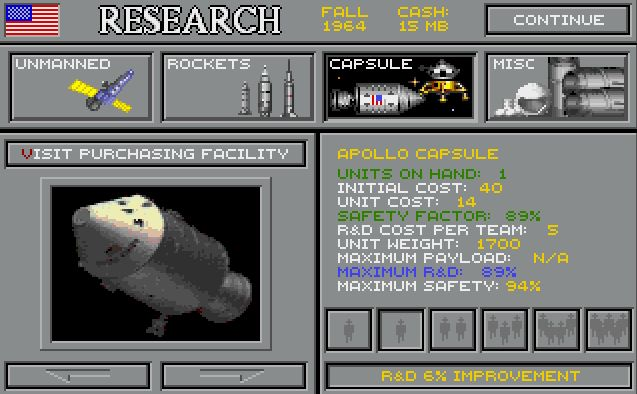 RESEARCH
FALL
1964
CASH:
15 MB
CONTINUE
UNMANNED
ROCKETS
CAPSULE
MISC
VISIT PURCHASING FACILITY
APOLLO CAPSULE
UNITS ON HAND: 1
INITIAL COST: 40
UNIT COST: 14
SAFETY FACTOR: 89%
R&D COST PER TEAM: 5
UNIT WEIGHT: 1700
MAXIMUM PAYLOAD: N/A
MAXIMUM R&D: 89%
MAXIMUM SAFETY: 94%
R&D 6% IMPROVEMENT